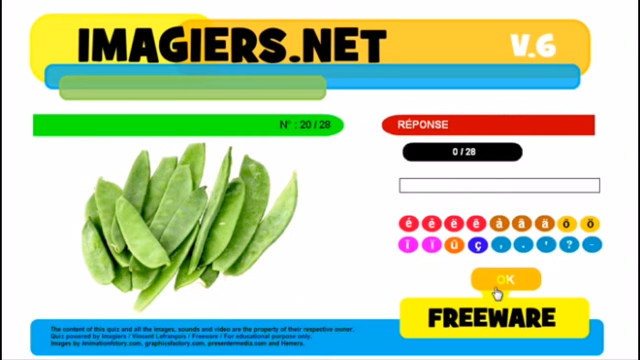 IMAGIERS.NET
V.6
N° : 20 / 28
RÉPONSE
0 / 28
é è ë ê à â ä ô ö
ï î û ç , . ' ? -
OK
FREEWARE
The content of this quiz and all the images, sounds and video are the property of their respective owner.
Quiz powered by Imagiers / Vincent Lefrançois / Freeware / For educational purpose only.
Images by Animationfactory.com, graphicsfactory.com, presentermedia.com and Hemera.